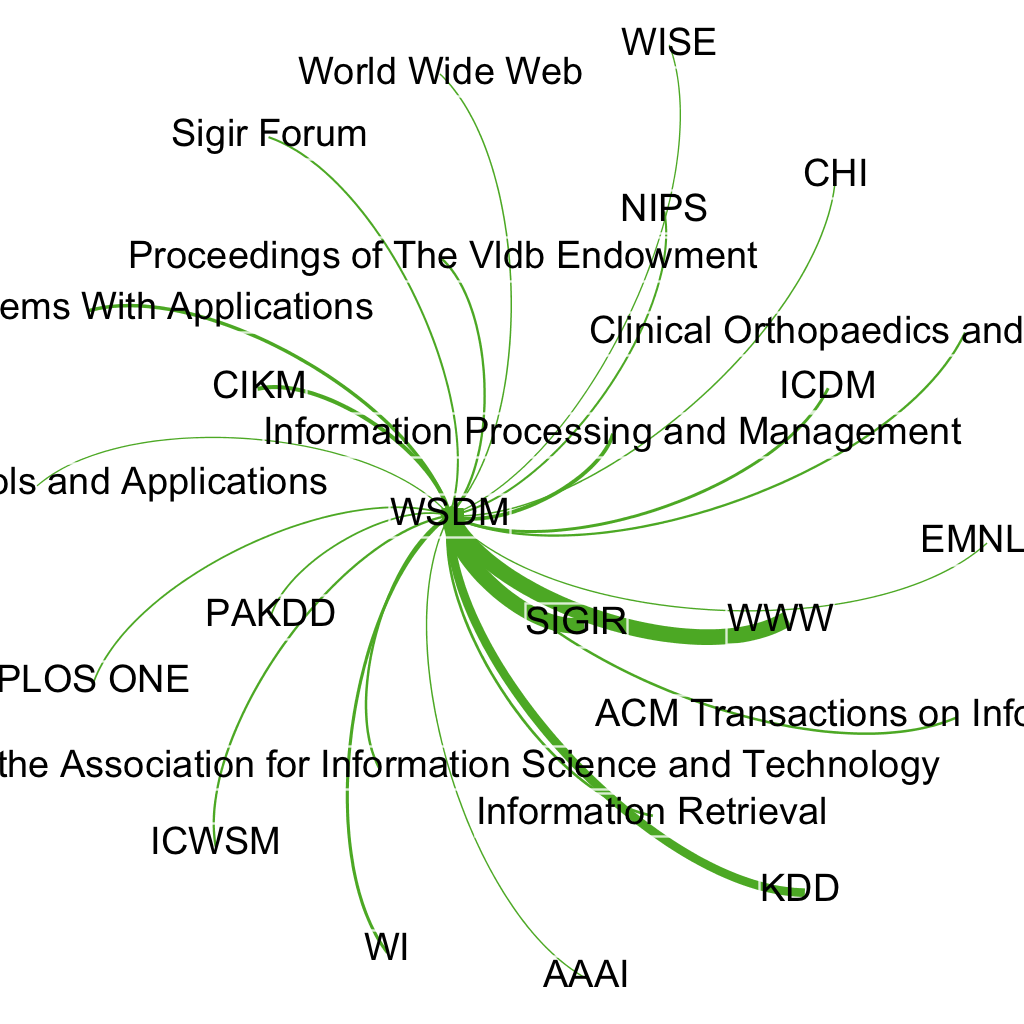 WISE
World Wide Web
Sigir Forum
CHI
NIPS
Proceedings of The Vldb Endowment
ems With Applications
Clinical Orthopaedics and
CIKM
ICDM
Information Processing and Management
ols and Applications
WSDM
EMNL
PAKDD
SIGIR
WWW
PLOS ONE
ACM Transactions on Info
the Association for Information Science and Technology
Information Retrieval
ICWSM
KDD
WI
AAAI